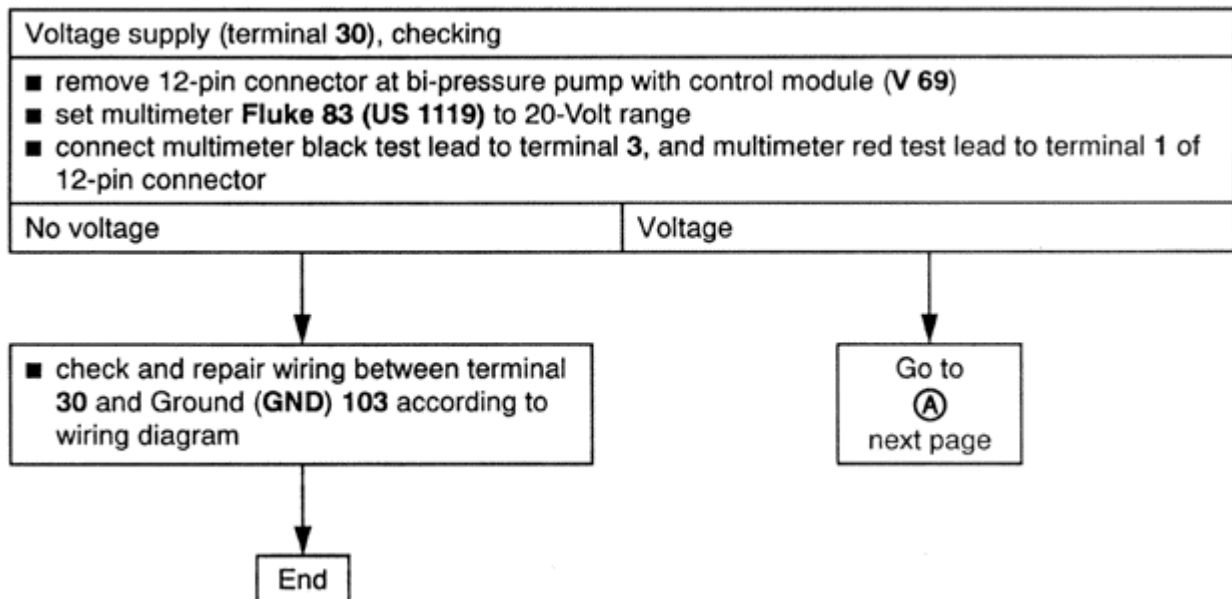 Voltage supply (terminal 30), checking
■ remove 12-pin connector at bi-pressure pump with control module (V 69)
■ set multimeter Fluke 83 (US 1119) to 20-Volt range
■ connect multimeter black test lead to terminal 3, and multimeter red test lead to terminal 1 of
12-pin connector
No voltage
Voltage
■ check and repair wiring between terminal
30 and Ground (GND) 103 according to
wiring diagram
Go to
Ⓐ
next page
End